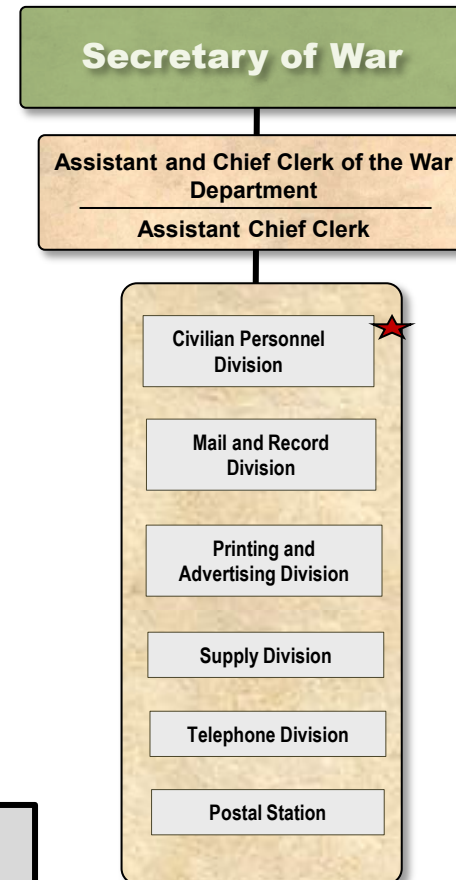 Secretary of War
Assistant and Chief Clerk of the War
Department
Assistant Chief Clerk
Civilian Personnel
Division
Mail and Record
Division
Printing and
Advertising Division
Supply Division
Telephone Division
Postal Station